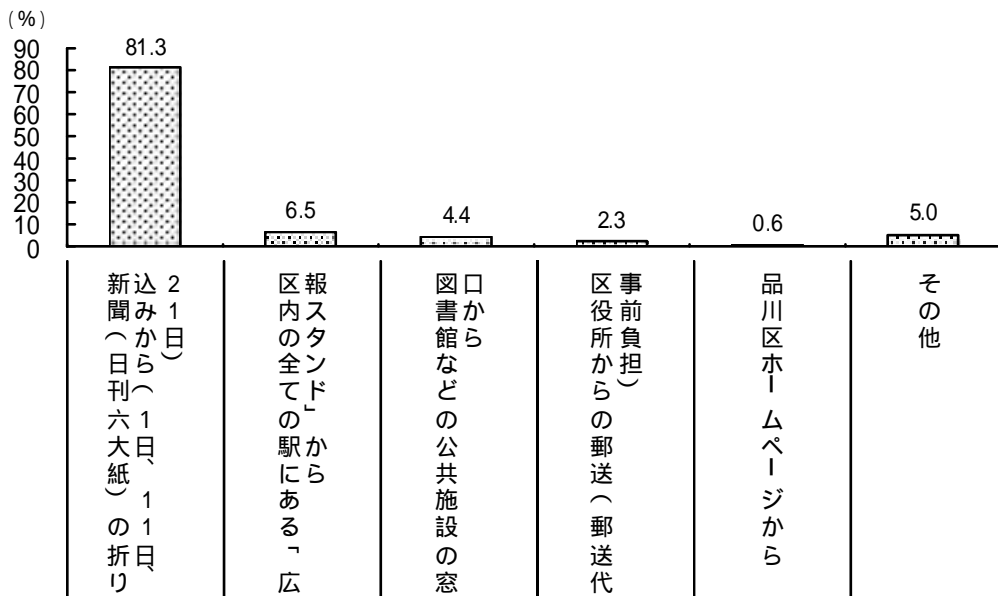 (%)
90
80
70
60
50
40
30
20
10
0
81.3
6.5
4.4
2.3
0.6
5.0
新聞(日刊六大紙)の折り
込みから(1日、11日、
21日)
区内の全ての駅にある「広
報スタンド」から
図書館などの公共施設の窓
口から
区役所からの郵送(郵送代
事前負担)
品川区ホームページから
その他